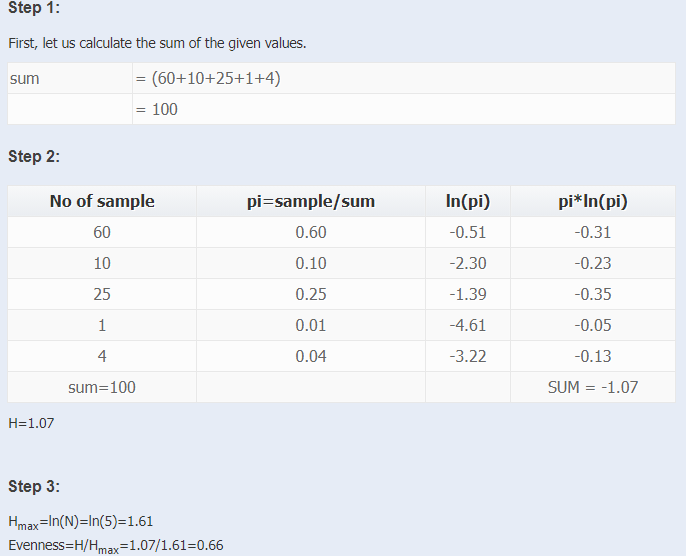 Step 1:
First, let us calculate the sum of the given values.
sum = (60+10+25+1+4)
= 100
Step 2:
No of sample pi=sample/sum ln(pi) pi*ln(pi)
60 0.60 -0.51 -0.31
10 0.10 -2.30 -0.23
25 0.25 -1.39 -0.35
1 0.01 -4.61 -0.05
4 0.04 -3.22 -0.13
sum=100 SUM = -1.07
H=1.07
Step 3:
Hmax=ln(N)=ln(5)=1.61
Evenness=H/Hmax=1.07/1.61=0.66